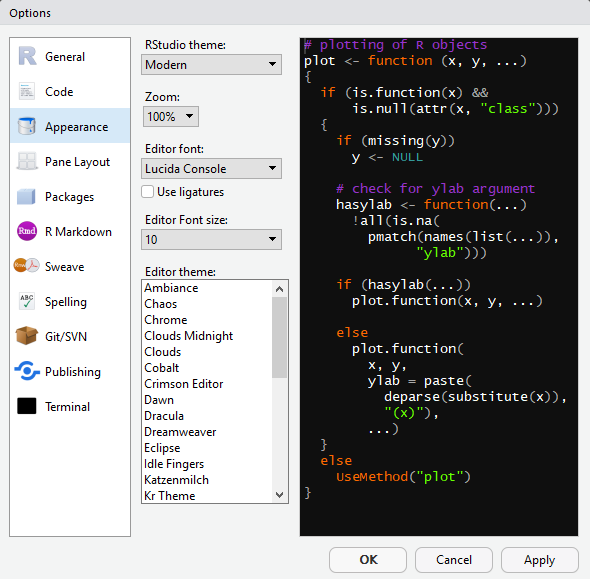 Options
R General
Code
Appearance
Pane Layout
Packages
Rmd R Markdown
Sweave
ABC Spelling
Git/SVN
Publishing
Terminal
RStudio theme:
Modern
Zoom:
100%
Editor font:
Lucida Console
Use ligatures
Editor Font size:
10
Editor theme:
Ambiance
Chaos
Chrome
Clouds Midnight
Clouds
Cobalt
Crimson Editor
Dawn
Dracula
Dreamweaver
Eclipse
Idle Fingers
Katzenmilch
Kr Theme
# plotting of R objects
plot <- function (x, y, ...)
{
  if (is.function(x) &&
      is.null(attr(x, "class")))
  {
    if (missing(y))
      y <- NULL
    # check for ylab argument
    hasylab <- function(...)
      !all(is.na(
        pmatch(names(list(...)),
              "ylab")))
    if (hasylab(...))
      plot.function(x, y, ...)
    else
      plot.function(
        x, y,
        ylab = paste(
          deparse(substitute(x)),
          "(x)"),
        ...)
  }
  else
    UseMethod("plot")
}
OK
Cancel
Apply